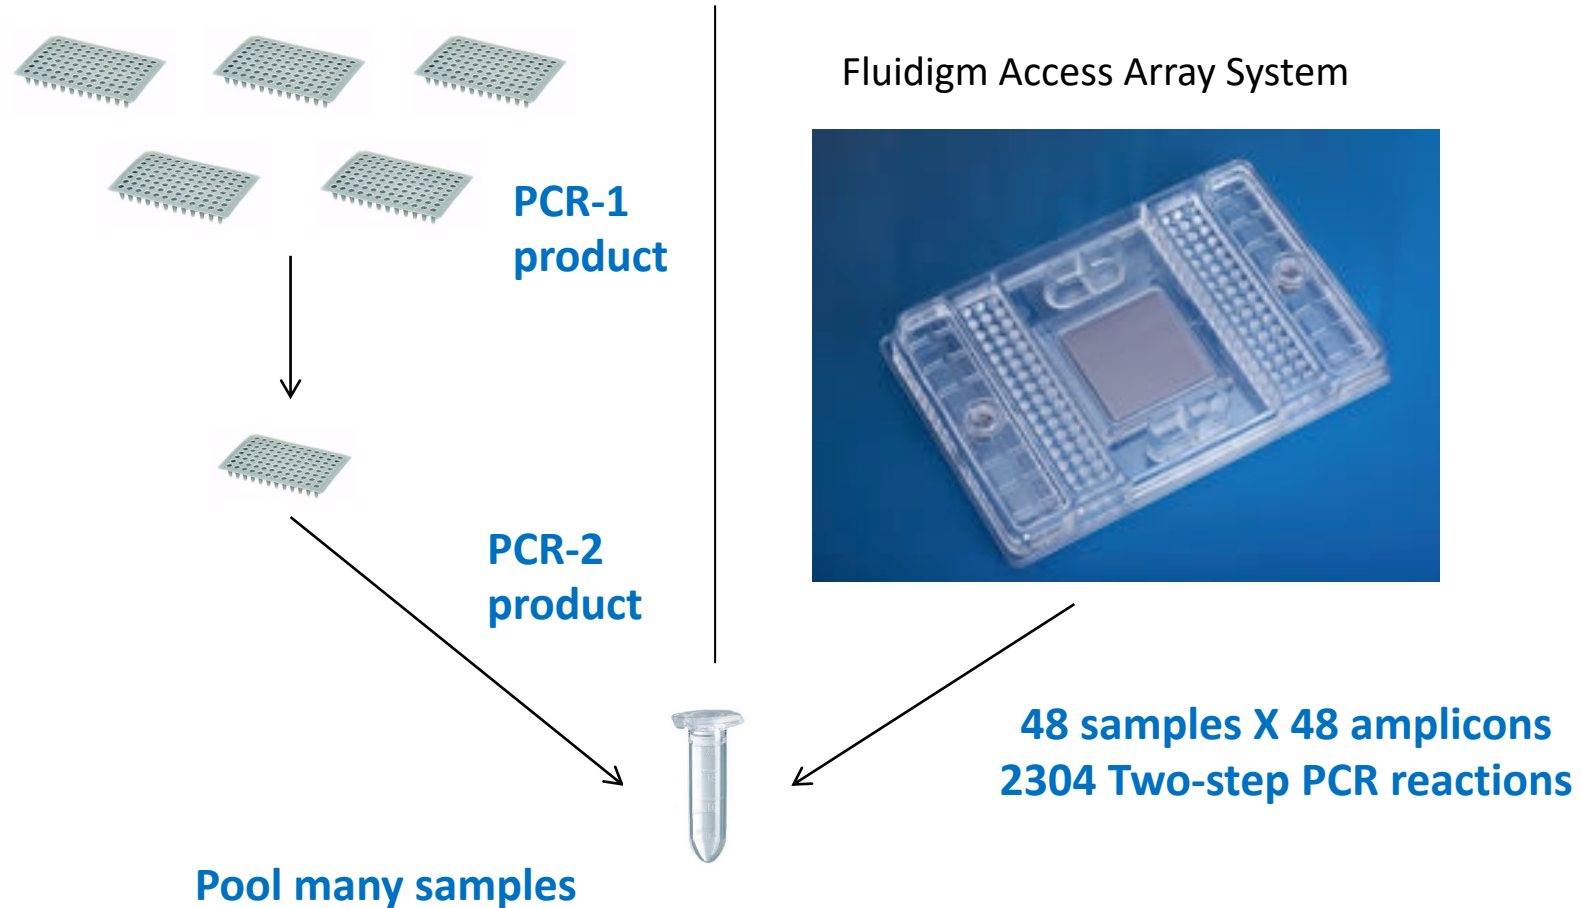 Fluidigm Access Array System
PCR-1
product
PCR-2
product
48 samples X 48 amplicons
2304 Two-step PCR reactions
Pool many samples